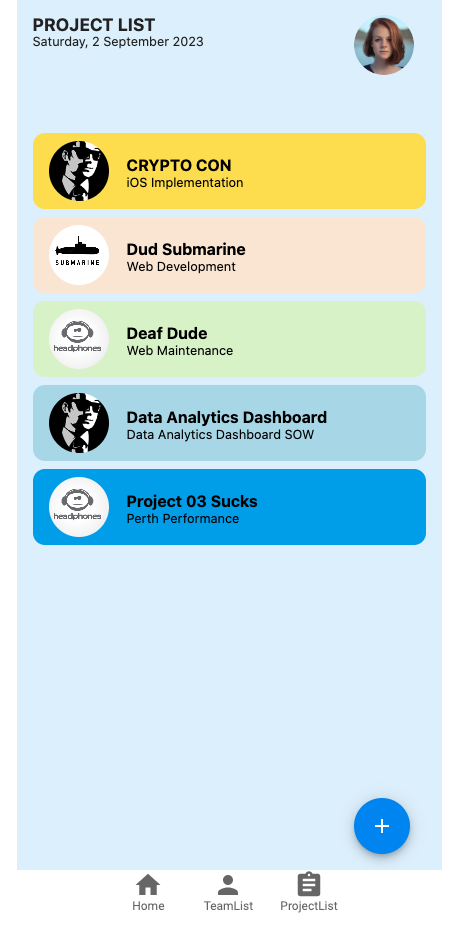 PROJECT LIST
Saturday, 2 September 2023
CRYPTO CON
iOS Implementation
SUBMARINE
Dud Submarine
Web Development
headphones
Deaf Dude
Web Maintenance
Data Analytics Dashboard
Data Analytics Dashboard SOW
headphones
Project 03 Sucks
Perth Performance
+
Home
TeamList
ProjectList